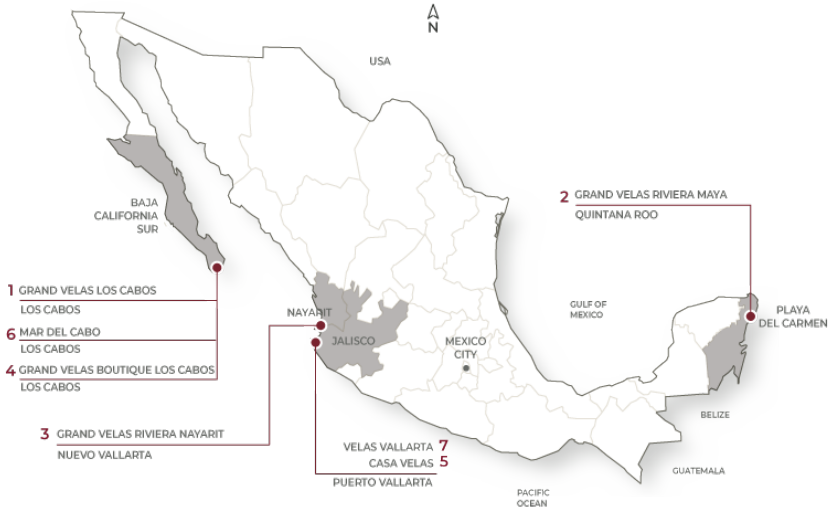 N
USA
2 GRAND VELAS RIVIERA MAYA
QUINTANA ROO
BAJA
CALIFORNIA
SUR
1 GRAND VELAS LOS CABOS
LOS CABOS
6 MAR DEL CABO
LOS CABOS
4 GRAND VELAS BOUTIQUE LOS CABOS
LOS CABOS
NAYARIT
JALISCO
MEXICO
CITY
GULF OF
MEXICO
PLAYA
DEL CARMEN
BELIZE
3 GRAND VELAS RIVIERA NAYARIT
NUEVO VALLARTA
VELAS VALLARTA 7
CASA VELAS 5
PUERTO VALLARTA
GUATEMALA
PACIFIC
OCEAN